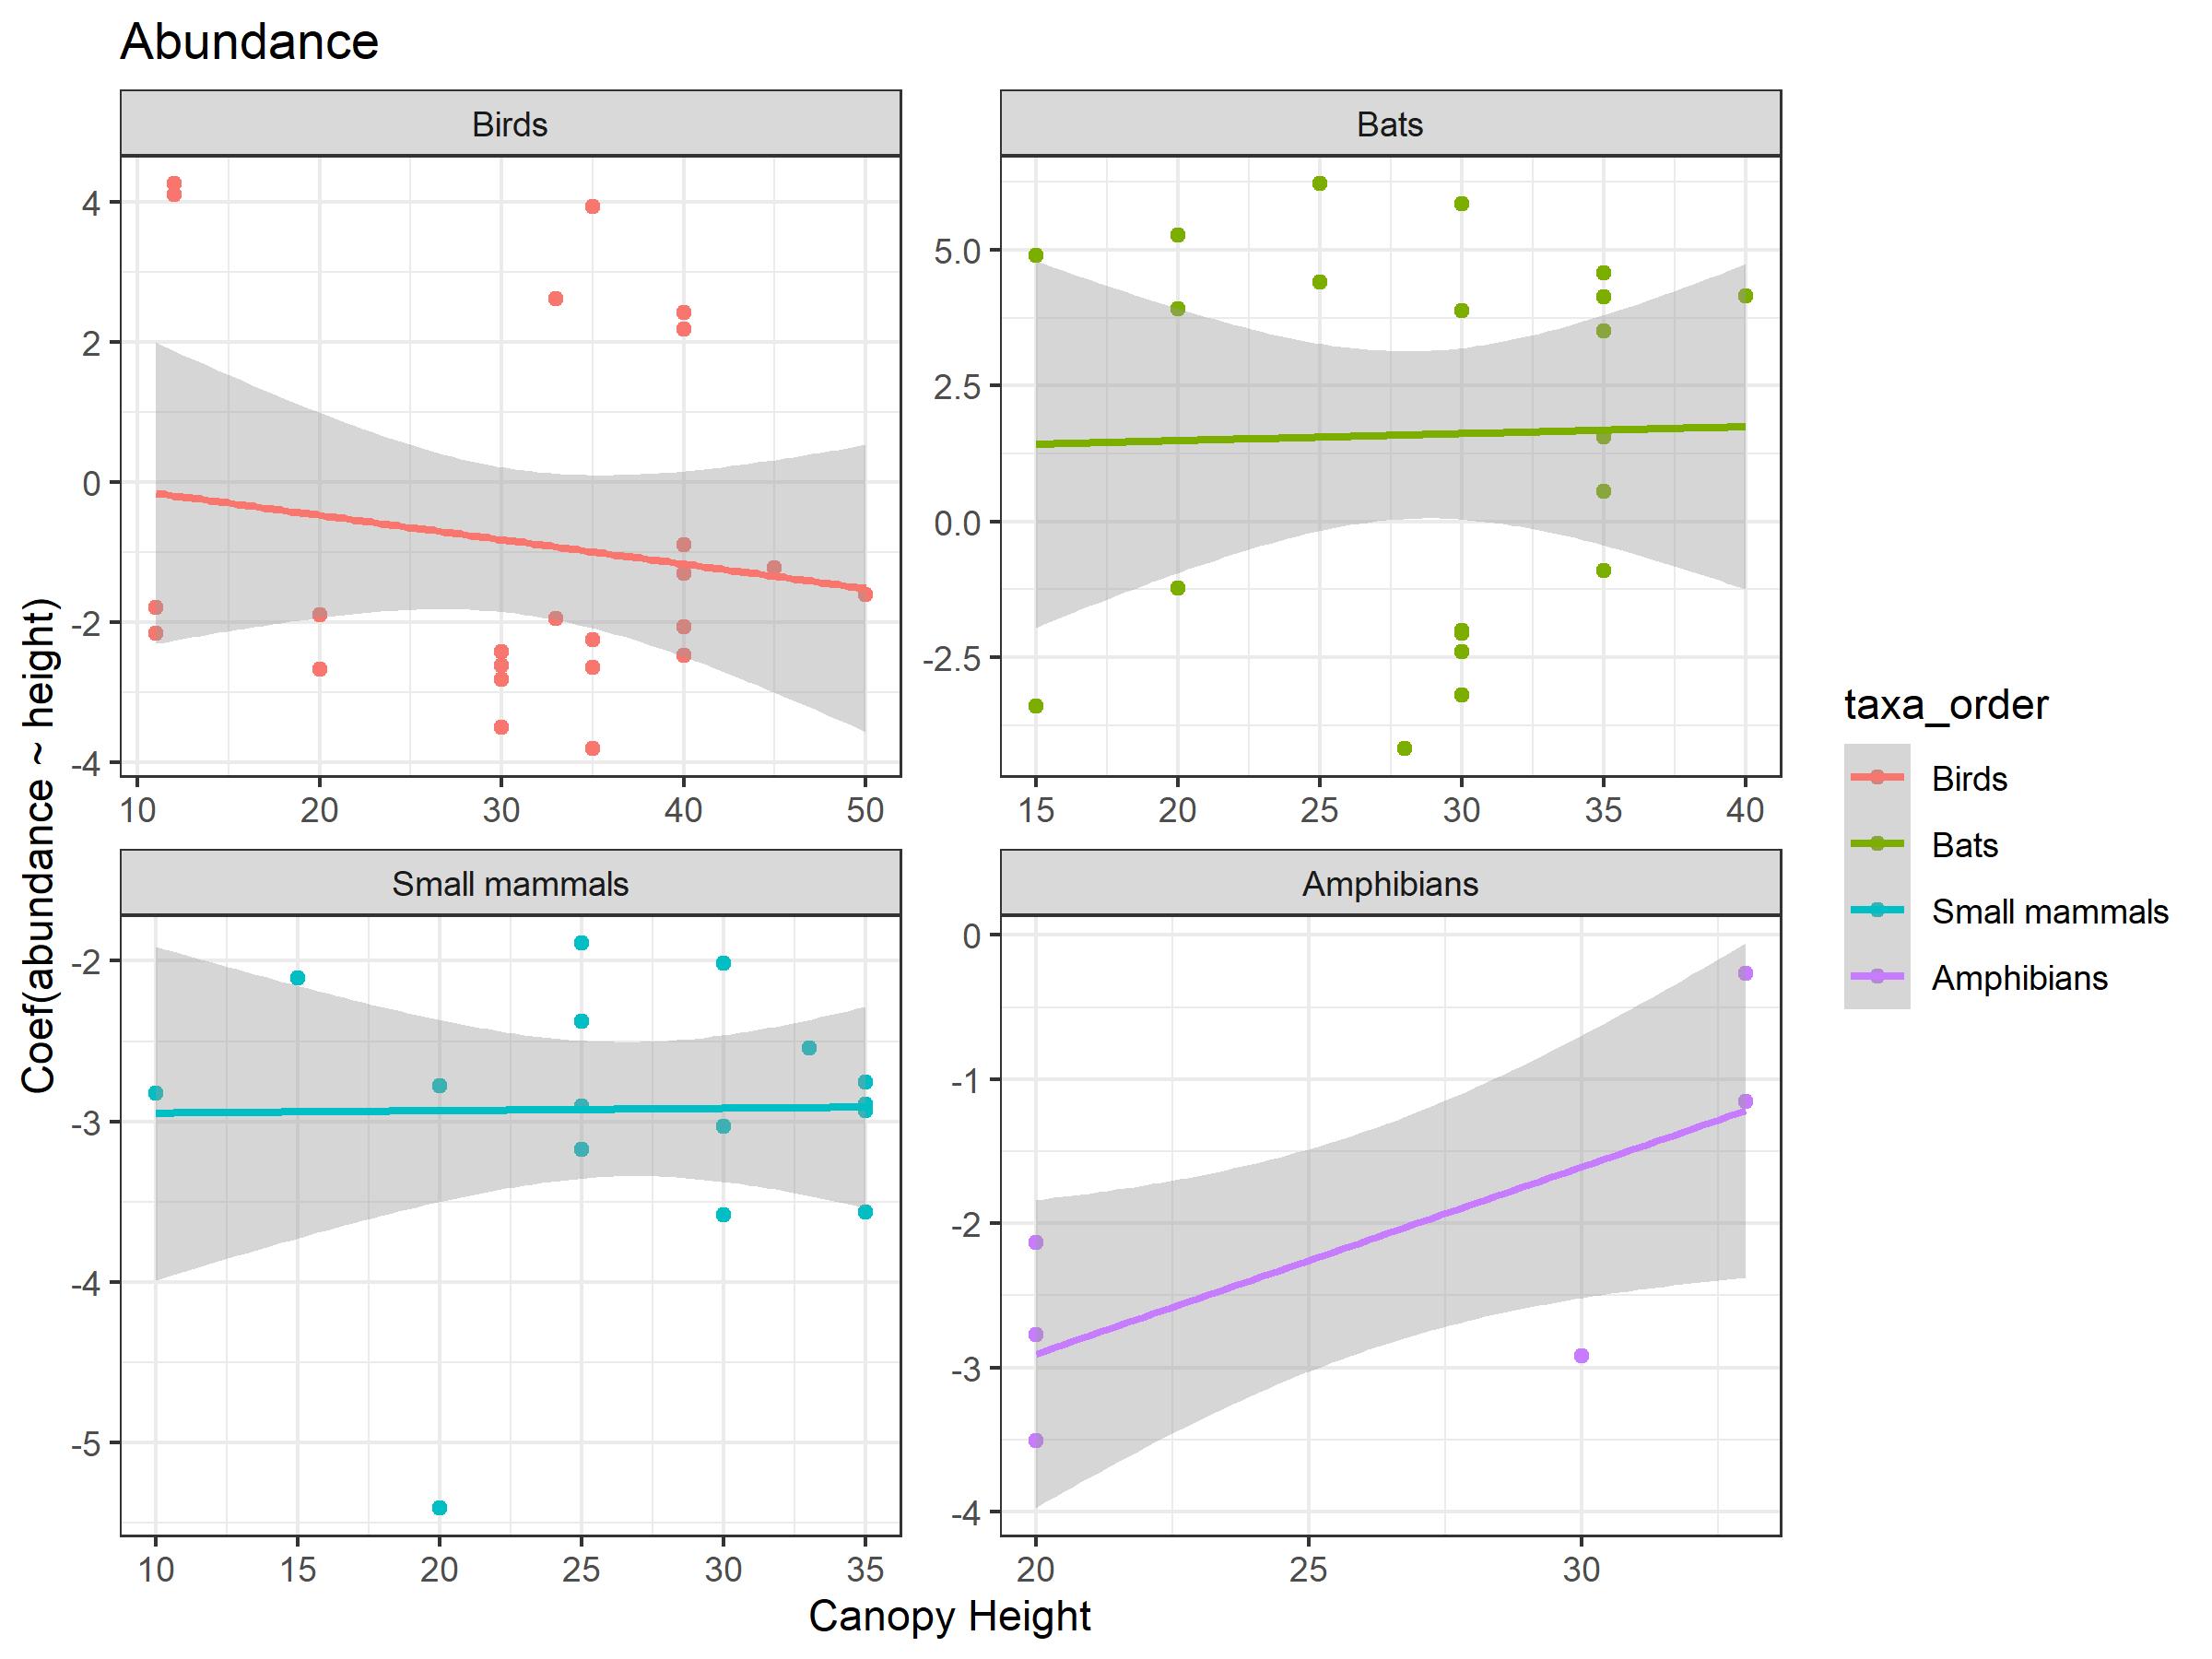 Abundance
Birds
Bats
4
2
0
-2
-4
10 20 30 40 50
5.0
2.5
0.0
-2.5
15 20 25 30 35 40
Small mammals
Amphibians
-2
-3
-4
-5
10 15 20 25 30 35
0
-1
-2
-3
-4
20 25 30
Canopy Height
Coef(abundance ~ height)
taxa_order
Birds
Bats
Small mammals
Amphibians